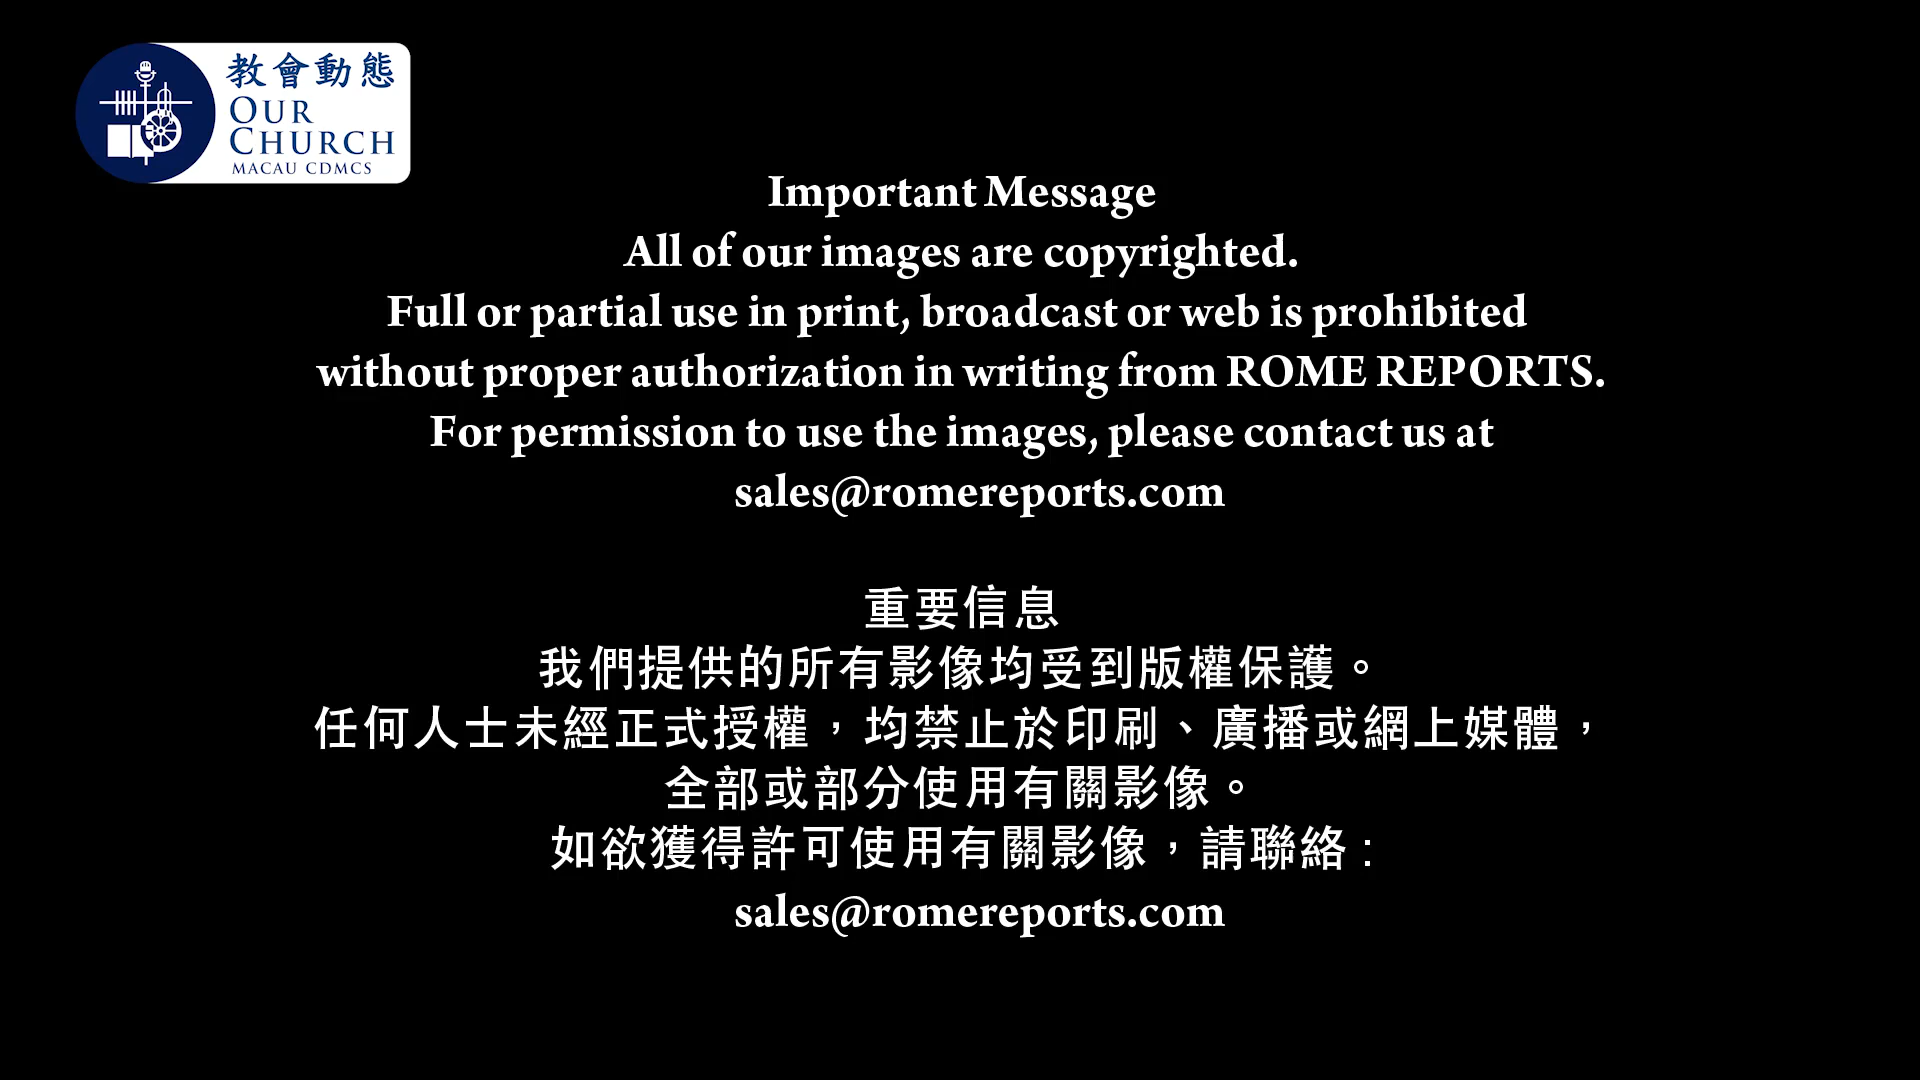 教會動態
OUR
CHURCH
MACAU CDMCS
Important Message
All of our images are copyrighted.
Full or partial use in print, broadcast or web is prohibited
without proper authorization in writing from ROME REPORTS.
For permission to use the images, please contact us at
sales@romereports.com
重要信息
我們提供的所有影像均受到版權保護。
任何人士未經正式授權，均禁止於印刷、廣播或網上媒體，
全部或部分使用有關影像。
如欲獲得許可使用有關影像，請聯絡：
sales@romereports.com